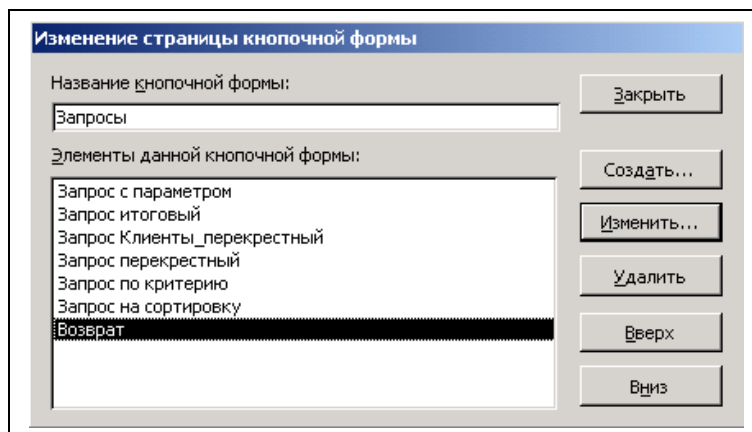 Изменение страницы кнопочной формы
Название кнопочной формы:
Запросы
Закрыть
Элементы данной кнопочной формы:
Запрос с параметром
Запрос итоговый
Запрос Клиенты_перекрестный
Запрос перекрестный
Запрос по критерию
Запрос на сортировку
Возврат
Создать...
Изменить...
Удалить
Вверх
Вниз